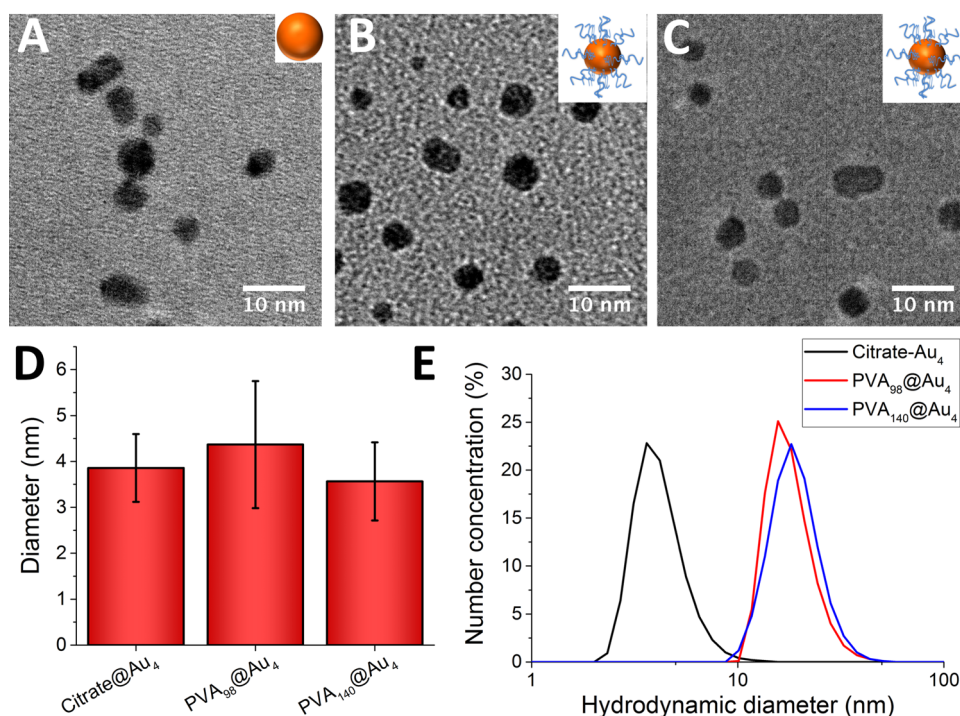 A
10 nm
B
10 nm
C
10 nm
D
Diameter (nm)
6
5
4
3
2
1
0
Citrate@Au₄
PVA₉₈@Au₄
PVA₁₄₀@Au₄
E
Citrate-Au₄
PVA₉₈@Au₄
PVA₁₄₀@Au₄
Number concentration (%)
30
25
20
15
10
5
0
1
10
100
Hydrodynamic diameter (nm)